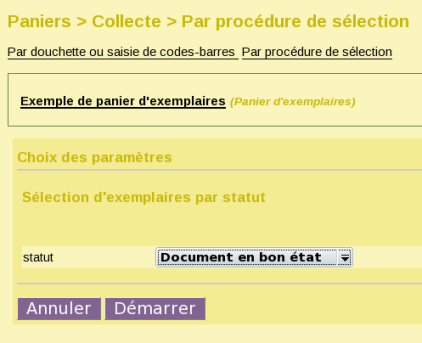 Paniers > Collecte > Par procédure de sélection
Par douchette ou saisie de codes-barres Par procédure de sélection
Exemple de panier d'exemplaires (Panier d'exemplaires)
Choix des paramètres
Sélection d'exemplaires par statut
statut Document en bon état
Annuler Démarrer